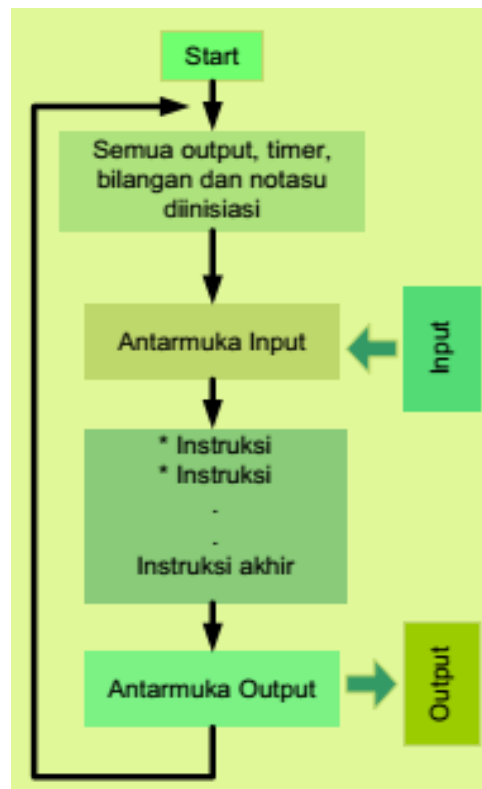 Start
Semua output, timer,
bilangan dan notasu
diinisiasi
Antarmuka Input
Input
* Instruksi
* Instruksi
.
.
Instruksi akhir
Antarmuka Output
Output